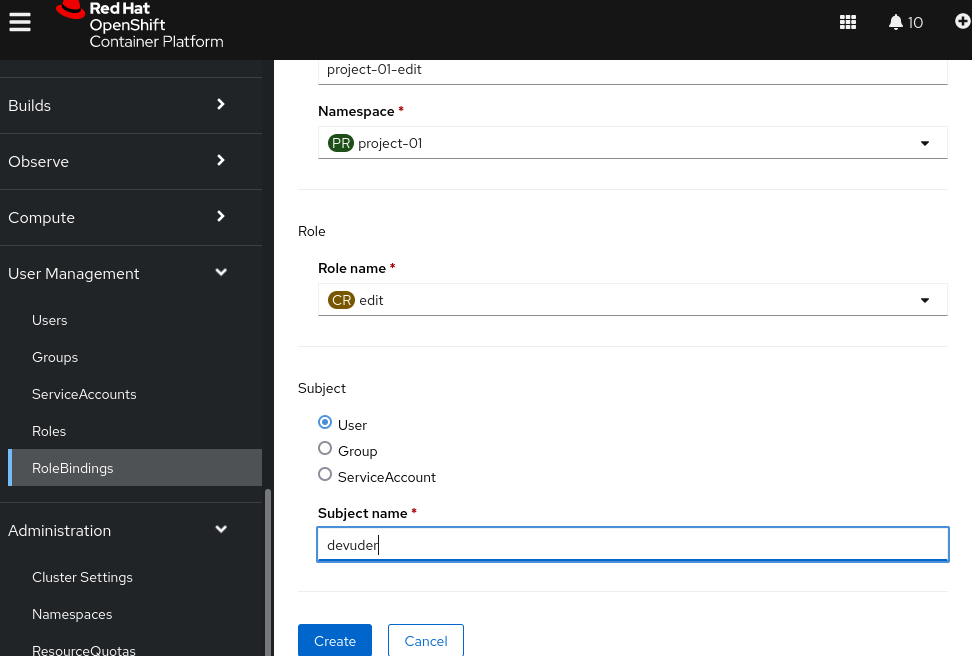 Red Hat
OpenShift
Container Platform
10
Builds
Observe
Compute
User Management
Users
Groups
ServiceAccounts
Roles
RoleBindings
Administration
Cluster Settings
Namespaces
ResourceQuotas
project-01-edit
Namespace *
PR project-01
Role
Role name *
CR edit
Subject
User
Group
ServiceAccount
Subject name *
devuder
Create Cancel